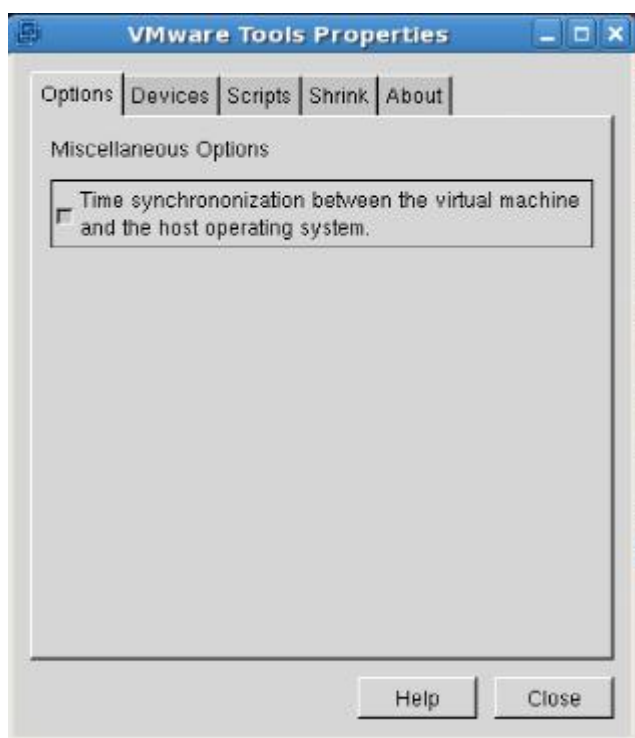 VMware Tools Properties
Options Devices Scripts Shrink About
Miscellaneous Options
Time synchrononization between the virtual machine
and the host operating system.
Help Close